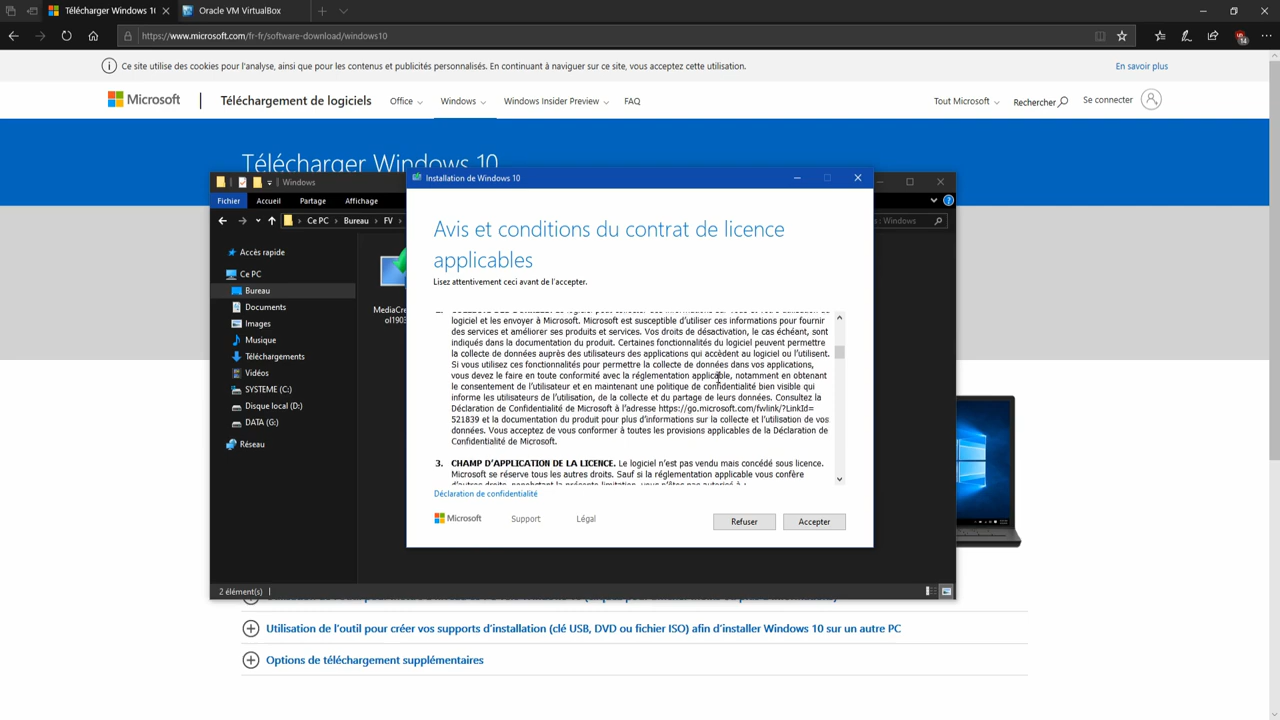 Télécharger Windows 10
Oracle VM VirtualBox
https://www.microsoft.com/fr-fr/software-download/windows10
14
Ce site utilise des cookies pour l'analyse, ainsi que pour les contenus et publicités personnalisés. En continuant à naviguer sur ce site, vous acceptez cette utilisation.
En savoir plus
Microsoft
Téléchargement de logiciels
Office
Windows
Windows Insider Preview
FAQ
Tout Microsoft
Rechercher
Se connecter
Télécharger Windows 10
Windows
Fichier
Accueil
Partage
Affichage
Ce PC
Bureau
FV
: Windows
Accès rapide
Ce PC
Bureau
Documents
Images
Musique
Téléchargements
Vidéos
SYSTEME (C:)
Disque local (D:)
DATA (G:)
Réseau
MediaCre
ol1903
2 élément(s)
Installation de Windows 10
Avis et conditions du contrat de licence
applicables
Lisez attentivement ceci avant de l'accepter.
logiciel et les envoyer à Microsoft. Microsoft est susceptible d'utiliser ces informations pour fournir
des services et améliorer ses produits et services. Vos droits de désactivation, le cas échéant, sont
indiqués dans la documentation du produit. Certaines fonctionnalités du logiciel peuvent permettre
la collecte de données auprès des utilisateurs des applications qui accèdent au logiciel ou l'utilisent.
Si vous utilisez ces fonctionnalités pour permettre la collecte de données dans vos applications,
vous devez le faire en toute conformité avec la réglementation applicable, notamment en obtenant
le consentement de l'utilisateur et en maintenant une politique de confidentialité bien visible qui
informe les utilisateurs de l'utilisation, de la collecte et du partage de leurs données. Consultez la
Déclaration de Confidentialité de Microsoft à l'adresse https://go.microsoft.com/fwlink/?LinkId=
521839 et la documentation du produit pour plus d'informations sur la collecte et l'utilisation de vos
données. Vous acceptez de vous conformer à toutes les provisions applicables de la Déclaration de
Confidentialité de Microsoft.
3. CHAMP D'APPLICATION DE LA LICENCE. Le logiciel n'est pas vendu mais concédé sous licence.
Microsoft se réserve tous les autres droits. Sauf si la réglementation applicable vous confère
d'autres droits, nonobstant la présente limitation, vous n'êtes pas autorisé à :
Déclaration de confidentialité
Microsoft
Support
Légal
Refuser
Accepter
Utilisation de l'outil pour créer vos supports d'installation (clé USB, DVD ou fichier ISO) afin d'installer Windows 10 sur un autre PC
Options de téléchargement supplémentaires